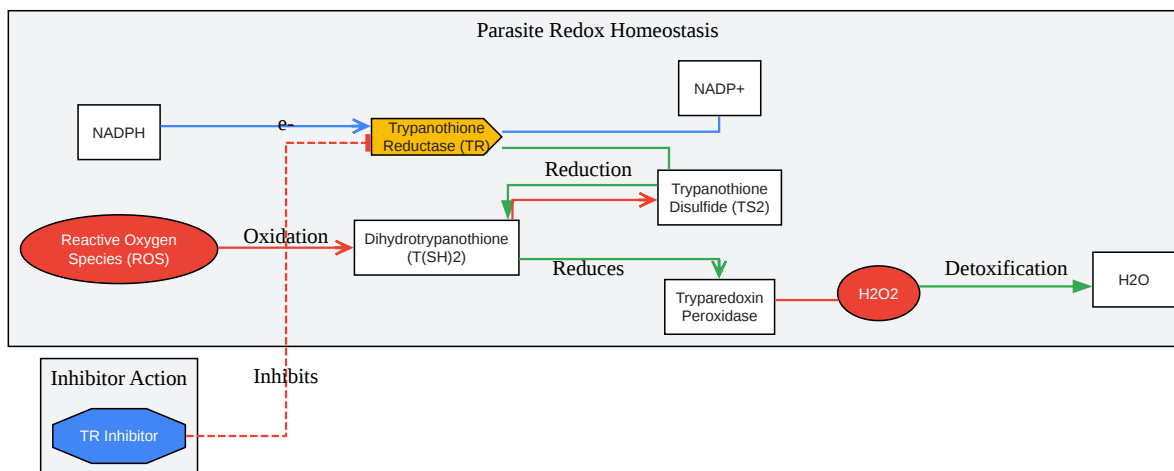 Parasite Redox Homeostasis
NADP+
NADPH
e-
Trypanothione
Reductase (TR)
Reduction
Trypanothione
Disulfide (TS2)
Reactive Oxygen
Species (ROS)
Oxidation
Dihydrotrypanothione
(T(SH)2)
Reduces
Tryparedoxin
Peroxidase
H2O2
Detoxification
H2O
Inhibits
Inhibitor Action
TR Inhibitor